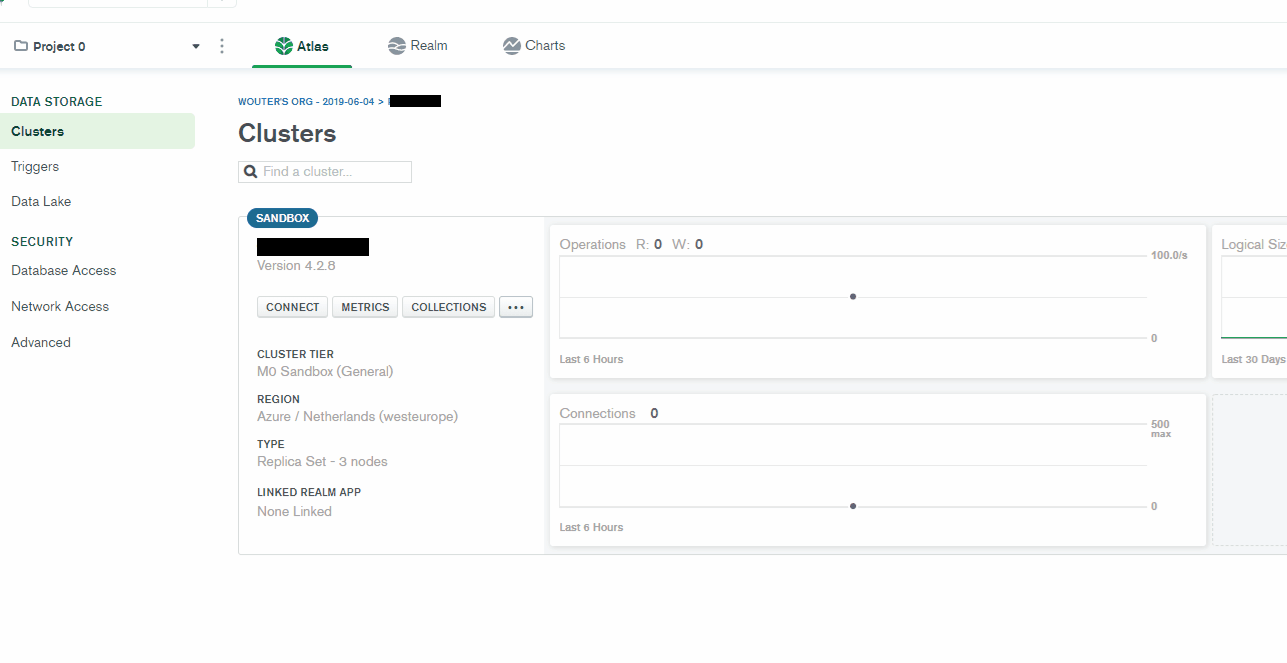 Project 0
Atlas
Realm
Charts
DATA STORAGE
Clusters
Triggers
Data Lake
SECURITY
Database Access
Network Access
Advanced
WOUTER'S ORG - 2019-06-04 >
Clusters
Find a cluster...
SANDBOX
Version 4.2.8
CONNECT METRICS COLLECTIONS ...
CLUSTER TIER
M0 Sandbox (General)
REGION
Azure / Netherlands (westeurope)
TYPE
Replica Set - 3 nodes
LINKED REALM APP
None Linked
Operations R: 0 W: 0
100.0/s
0
Last 6 Hours
Connections 0
500
max
0
Last 6 Hours
Logical Siz
Last 30 Days